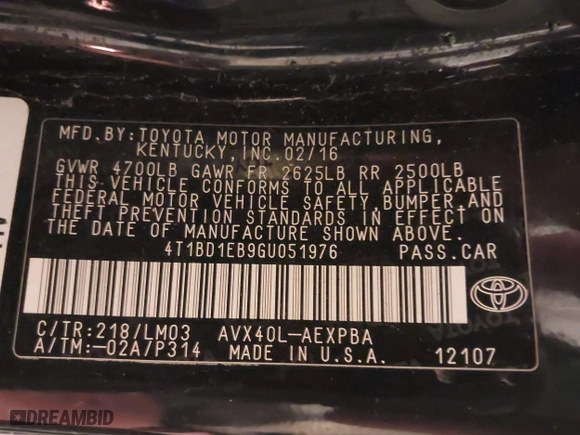 MFD.BY:TOYOTA MOTOR MANUFACTURING,
KENTUCKY,INC.02/16
GVWR 4700LB GAWR FR 2625LB RR 2500LB
THIS VEHICLE CONFORMS TO ALL APPLICABLE
FEDERAL MOTOR VEHICLE SAFETY,BUMPER,AND
THEFT PREVENTION STANDARDS IN EFFECT ON
THE DATE OF MANUFACTURE SHOWN ABOVE.
4T1BD1EB9GU051976 PASS.CAR
C/TR:218/LM03 AVX40L-AEXPBA
A/TM:-02A/P314 MADE IN U.S.A. 12107
DREAMBID